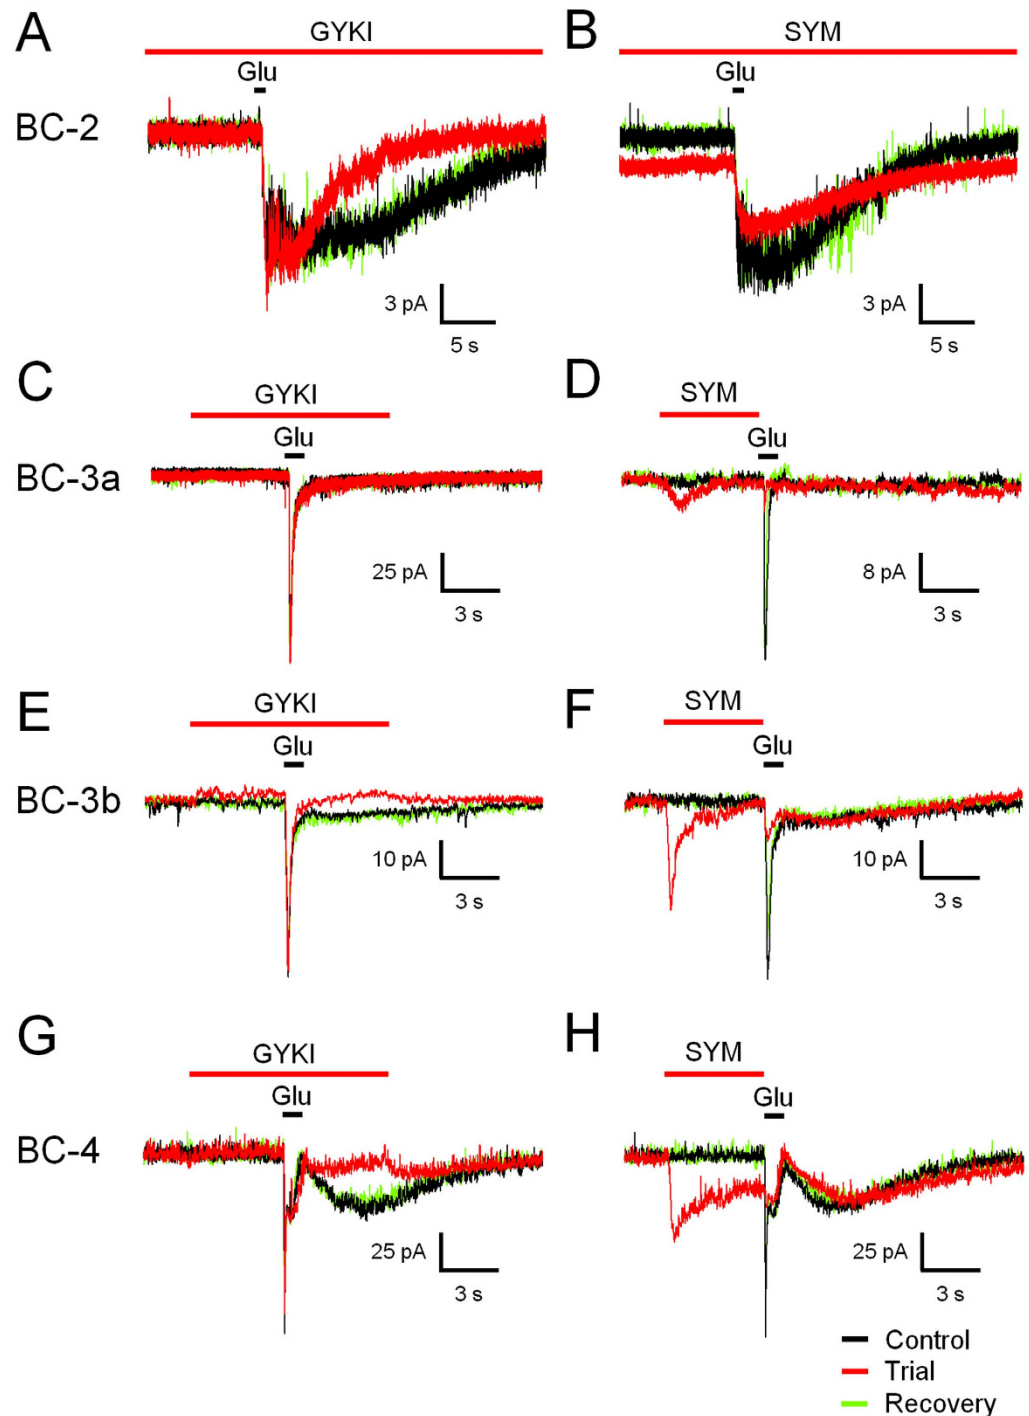 A
GYKI
Glu
BC-2
3 pA
5 s
B
SYM
Glu
3 pA
5 s
C
GYKI
Glu
BC-3a
25 pA
3 s
D
SYM
Glu
8 pA
3 s
E
GYKI
Glu
BC-3b
10 pA
3 s
F
SYM
Glu
10 pA
3 s
G
GYKI
Glu
BC-4
25 pA
3 s
H
SYM
Glu
25 pA
3 s
Control
Trial
Recovery